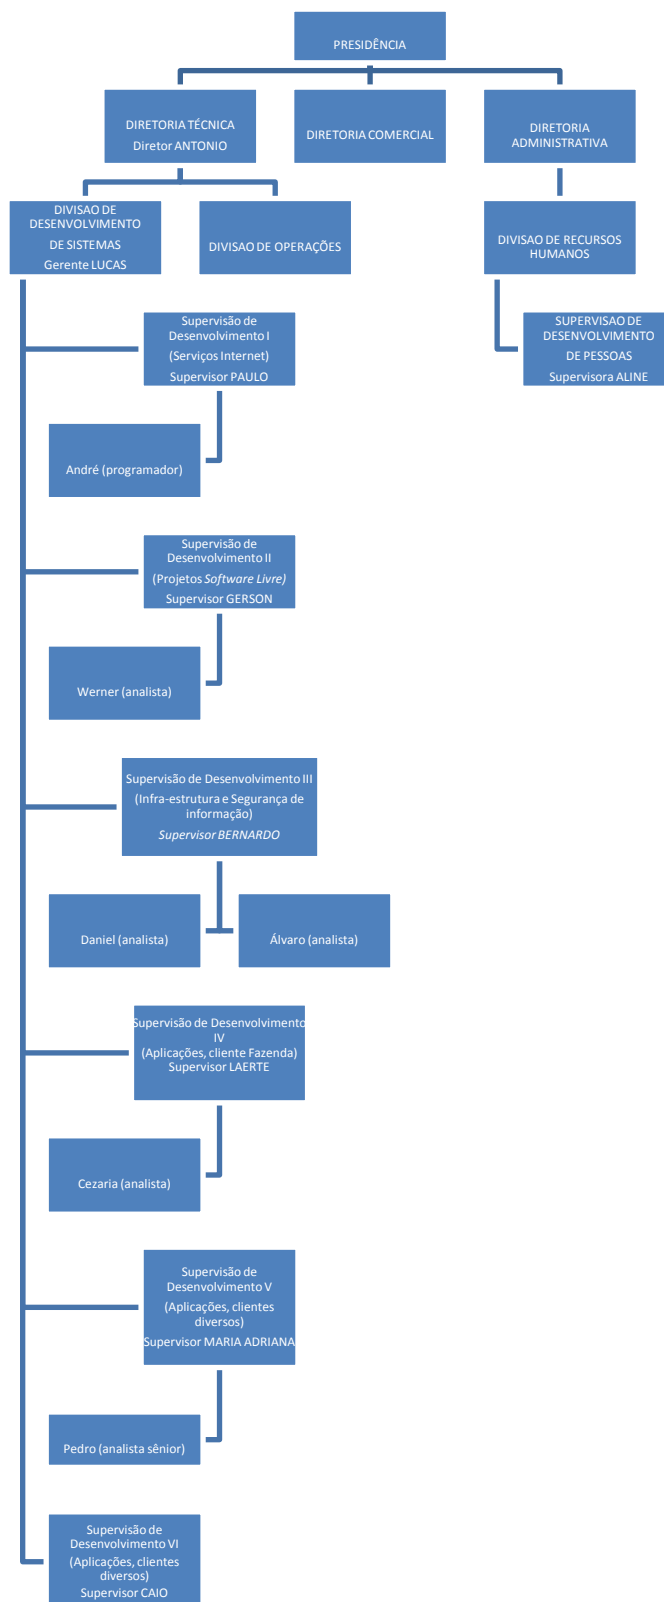 PRESIDÊNCIA
DIRETORIA TÉCNICA
Diretor ANTONIO
DIRETORIA COMERCIAL
DIRETORIA
ADMINISTRATIVA
DIVISAO DE
DESENVOLVIMENTO
DE SISTEMAS
Gerente LUCAS
DIVISAO DE OPERAÇÕES
DIVISAO DE RECURSOS
HUMANOS
Supervisão de
Desenvolvimento I
(Serviços Internet)
Supervisor PAULO
SUPERVISAO DE
DESENVOLVIMENTO
DE PESSOAS
Supervisora ALINE
André (programador)
Supervisão de
Desenvolvimento II
(Projetos Software Livre)
Supervisor GERSON
Werner (analista)
Supervisão de Desenvolvimento III
(Infra-estrutura e Segurança de
informação)
Supervisor BERNARDO
Daniel (analista)
Álvaro (analista)
Supervisão de Desenvolvimento
IV
(Aplicações, cliente Fazenda)
Supervisor LAERTE
Cezaria (analista)
Supervisão de
Desenvolvimento V
(Aplicações, clientes
diversos)
Supervisor MARIA ADRIANA
Pedro (analista sênior)
Supervisão de
Desenvolvimento VI
(Aplicações, clientes
diversos)
Supervisor CAIO